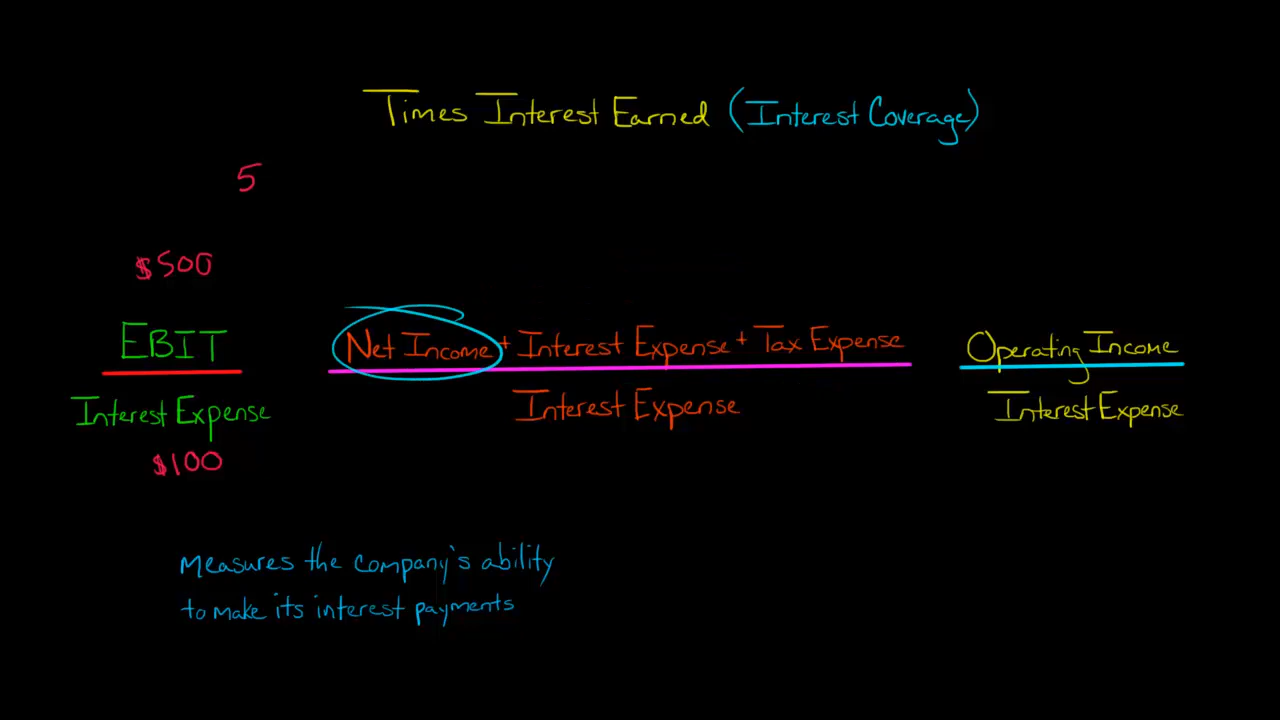 Times Interest Earned (Interest Coverage)
5
$500
EBIT
Interest Expense
$100
Net Income + Interest Expense + Tax Expense
Interest Expense
Operating Income
Interest Expense
Measures the company's ability
to make its interest payments